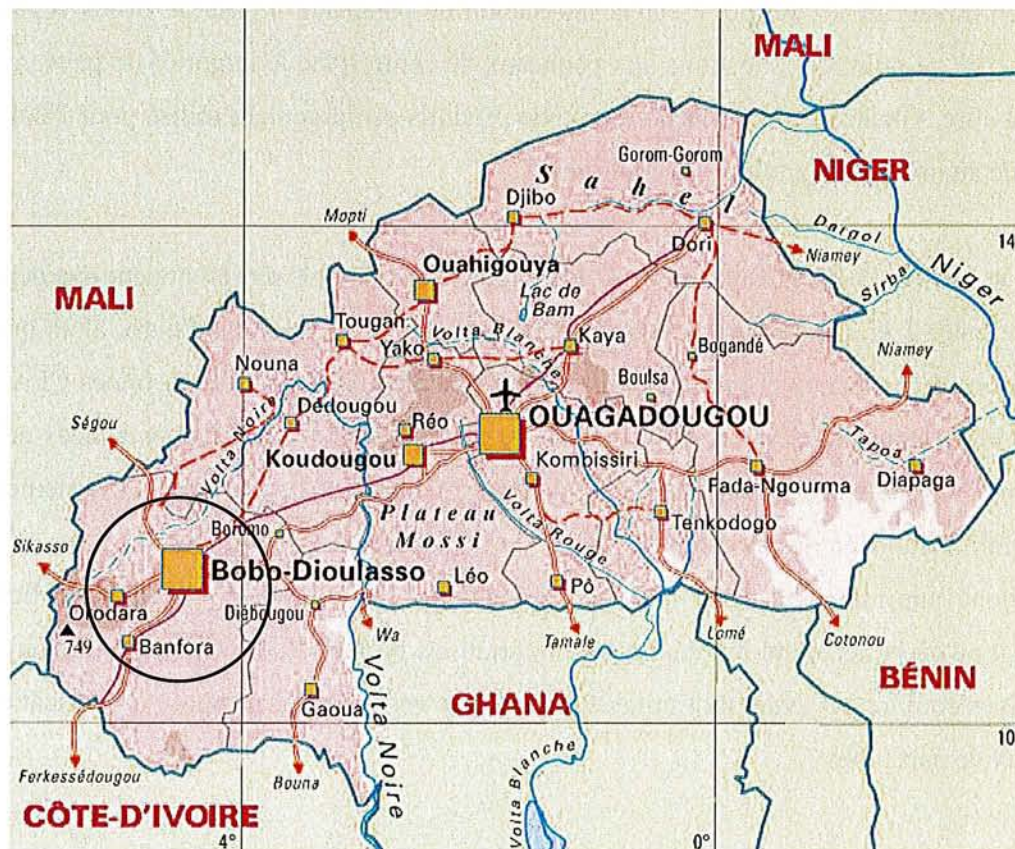 MALI
NIGER
Gorom-Gorom
Sahel
Djibo
Mopti
Dori
Dargol
Niamey
14
Sirba
Niger
MALI
Ouahigouya
Lac de
Bam
Tougan
Volta Blanche
Kaya
Yako
Nouna
Bogandé
Niamey
Boulsa
Dédougou
Réo
OUAGADOUGOU
Ségou
Volta Noire
Koudougou
Kombissiri
Tapoa
Fada-Ngourma
Diapaga
Plateau
Mossi
Volta Rouge
Tenkodogo
Boromo
Sikasso
Bobo-Dioulasso
Léo
Pô
Orodara
Diébougou
749
Banfora
Wa
Tamale
Lomé
Cotonou
BÉNIN
Gaoua
GHANA
Volta Noire
10
Ferkessédougou
Bouna
Volta Blanche
CÔTE-D'IVOIRE
4°
0°